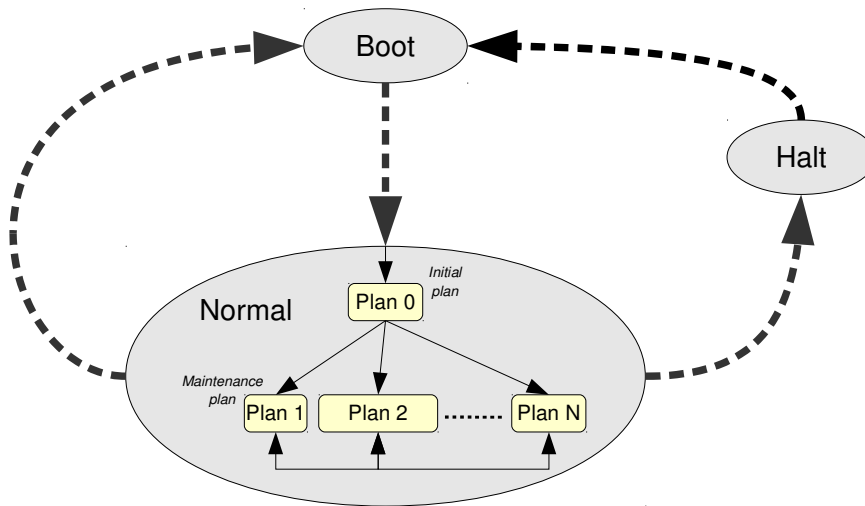 Boot
Halt
Initial
plan
Normal
Plan 0
Maintenance
plan
Plan 1
Plan 2
Plan N